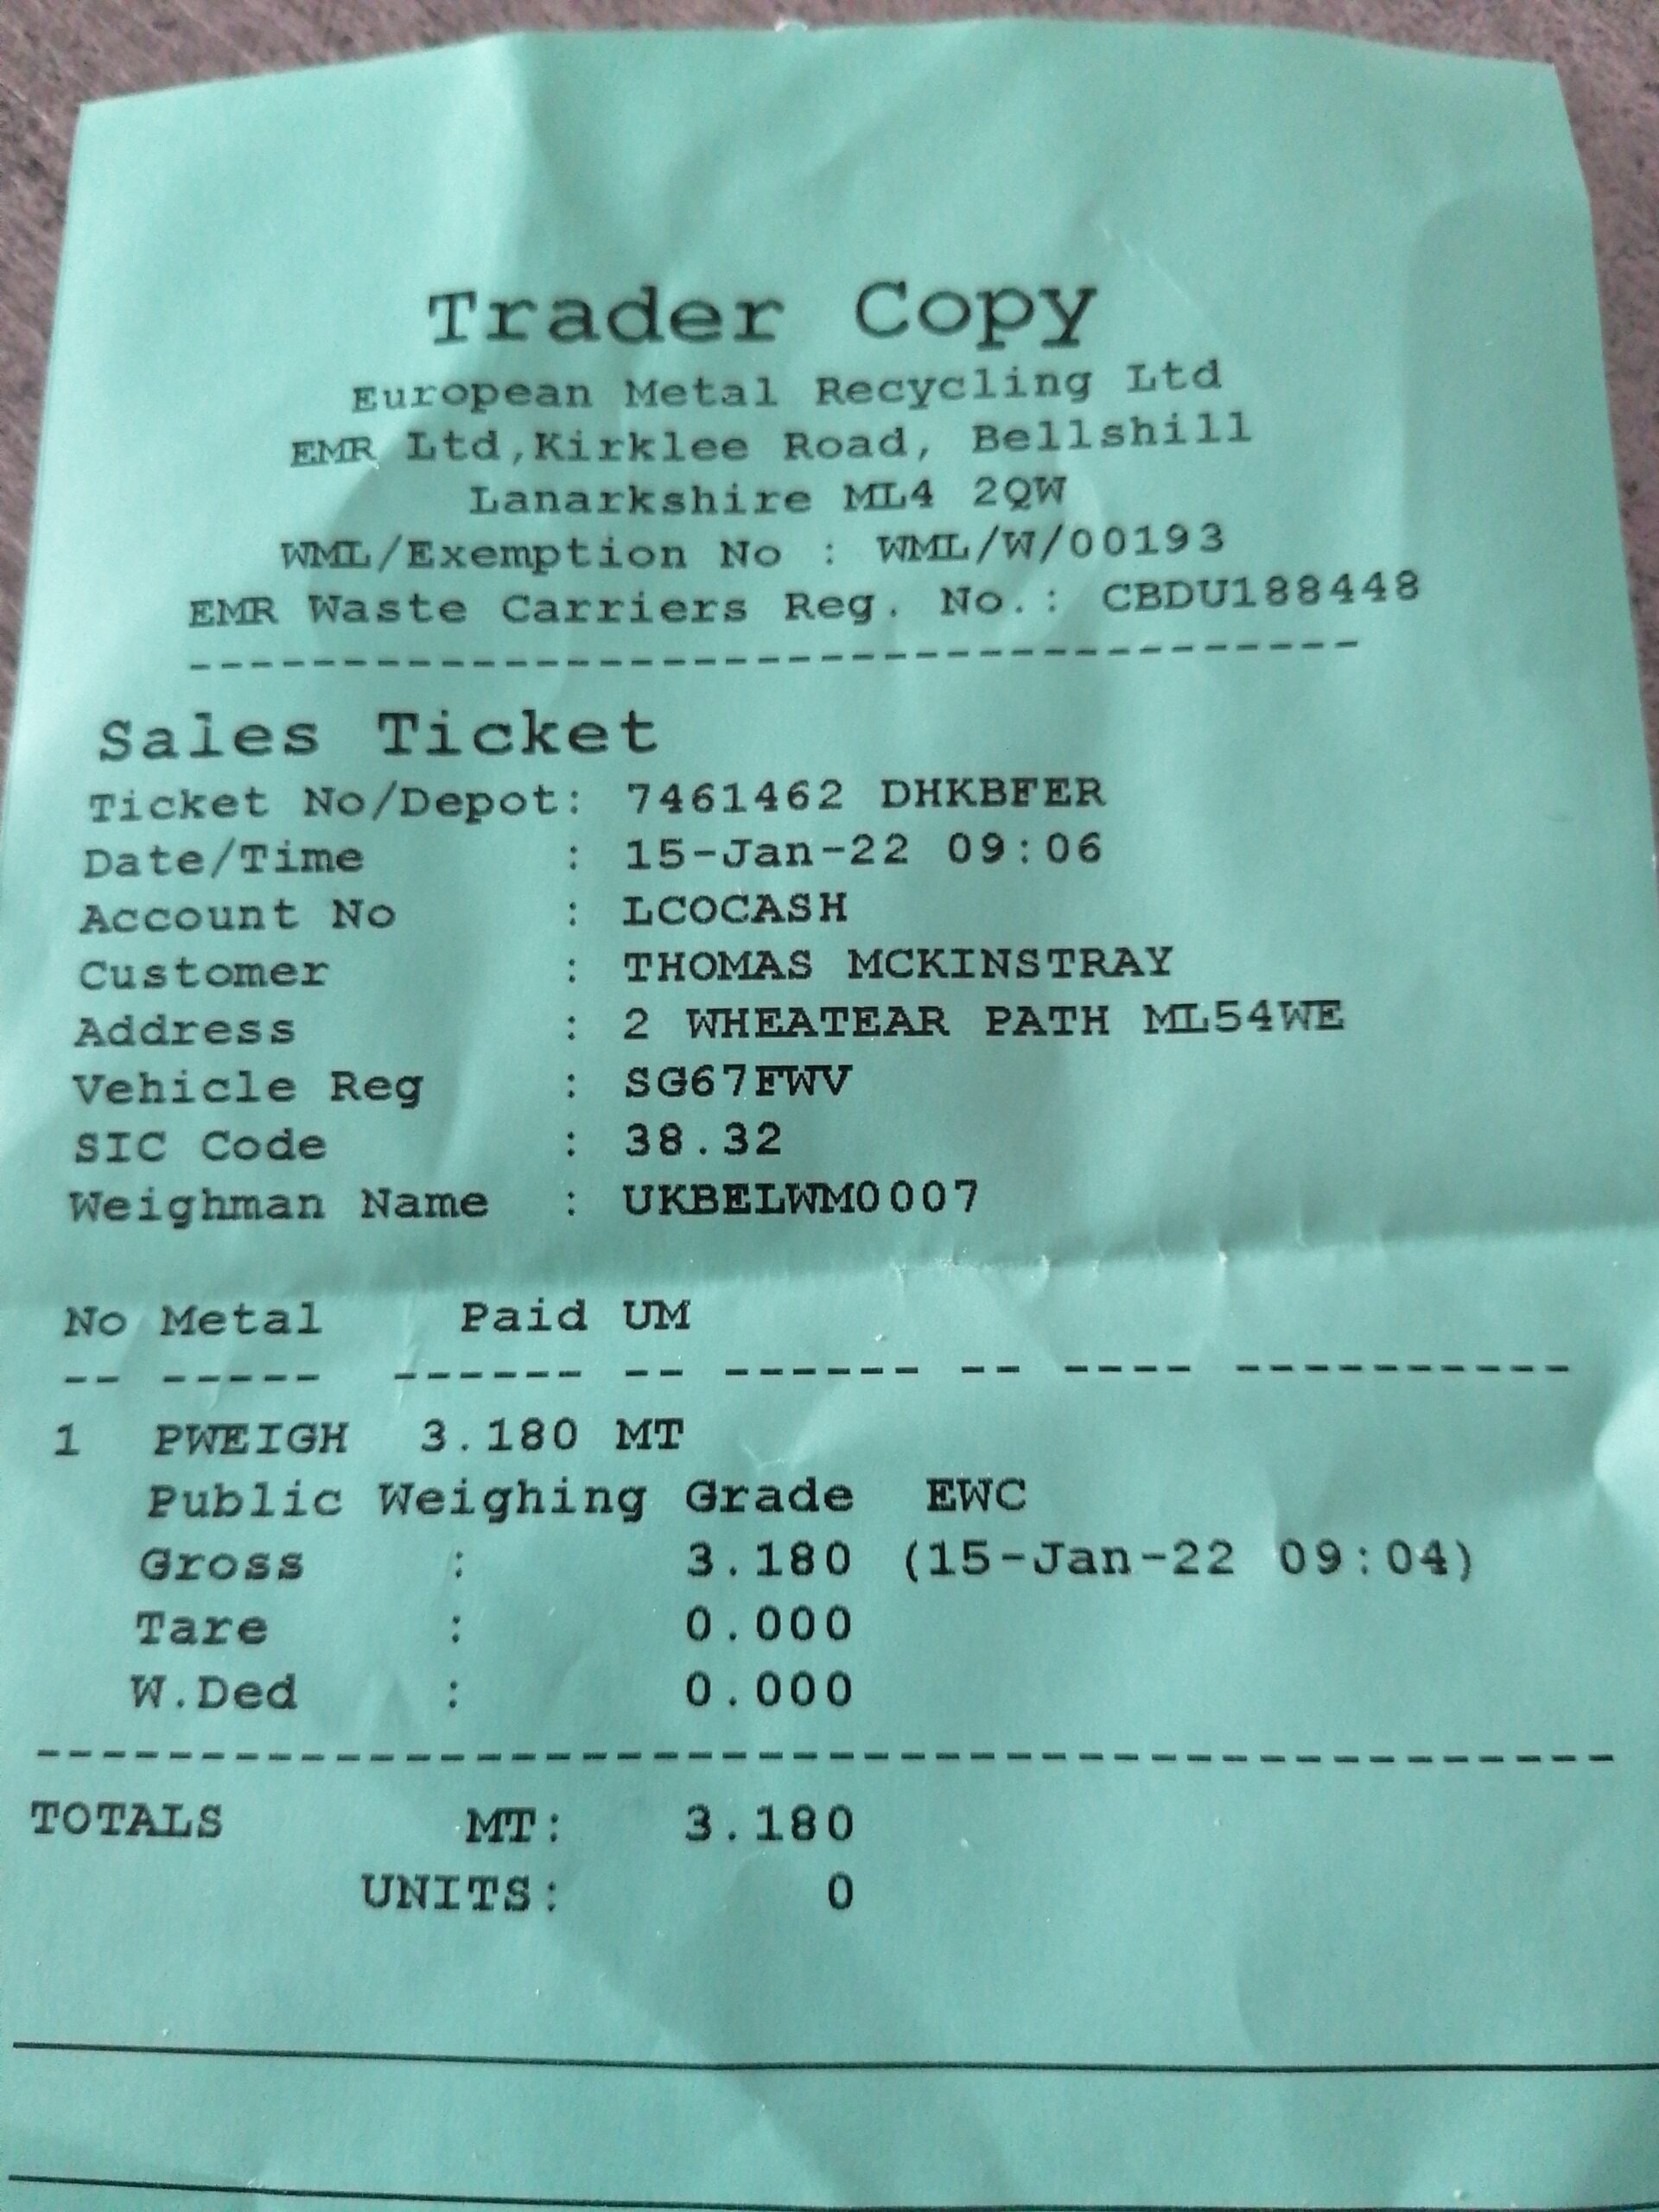 Trader Copy
European Metal Recycling Ltd
EMR Ltd,Kirklee Road, Bellshill
Lanarkshire ML4 2QW
WML/Exemption No : WML/W/00193
EMR Waste Carriers Reg. No.: CBDU188448
---------------------------------------
Sales Ticket
Ticket No/Depot: 7461462 DHKBFER
Date/Time : 15-Jan-22 09:06
Account No : LCOCASH
Customer : THOMAS MCKINSTRAY
Address : 2 WHEATEAR PATH ML54WE
Vehicle Reg : SG67FWV
SIC Code : 38.32
Weighman Name : UKBELWM0007
No Metal Paid UM
-- ----- ------ -- ------ -- ---- ----------
1 PWEIGH 3.180 MT
Public Weighing Grade EWC
Gross : 3.180 (15-Jan-22 09:04)
Tare : 0.000
W.Ded : 0.000
------------------------------------------------
TOTALS MT: 3.180
UNITS: 0